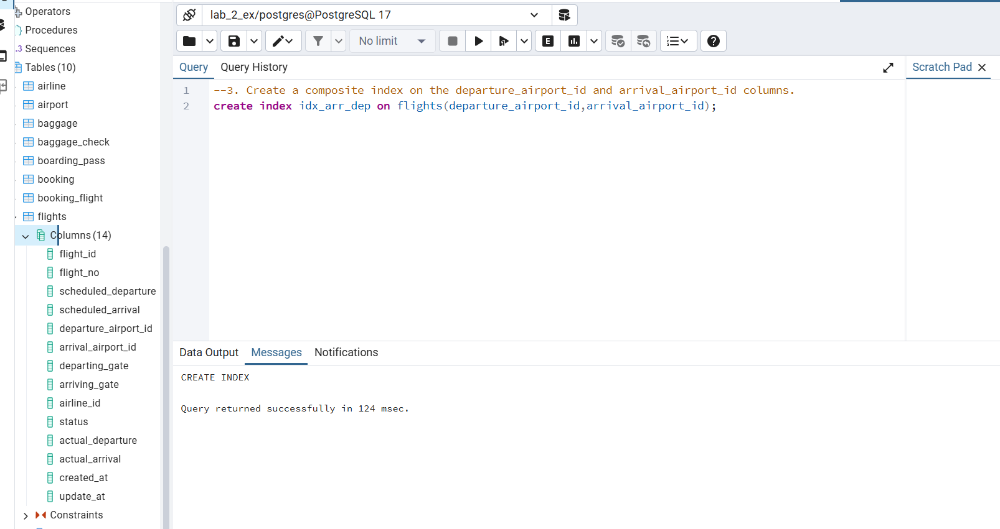 Operators
Procedures
.3 Sequences
Tables (10)
airline
airport
baggage
baggage_check
boarding_pass
booking
booking_flight
flights
Columns (14)
flight_id
flight_no
scheduled_departure
scheduled_arrival
departure_airport_id
arrival_airport_id
departing_gate
arriving_gate
airline_id
status
actual_departure
actual_arrival
created_at
update_at
Constraints
lab_2_ex/postgres@PostgreSQL 17
No limit
E
Query Query History
Scratch Pad
1 --3. Create a composite index on the departure_airport_id and arrival_airport_id columns.
2 create index idx_arr_dep on flights(departure_airport_id,arrival_airport_id);
Data Output Messages Notifications
CREATE INDEX
Query returned successfully in 124 msec.